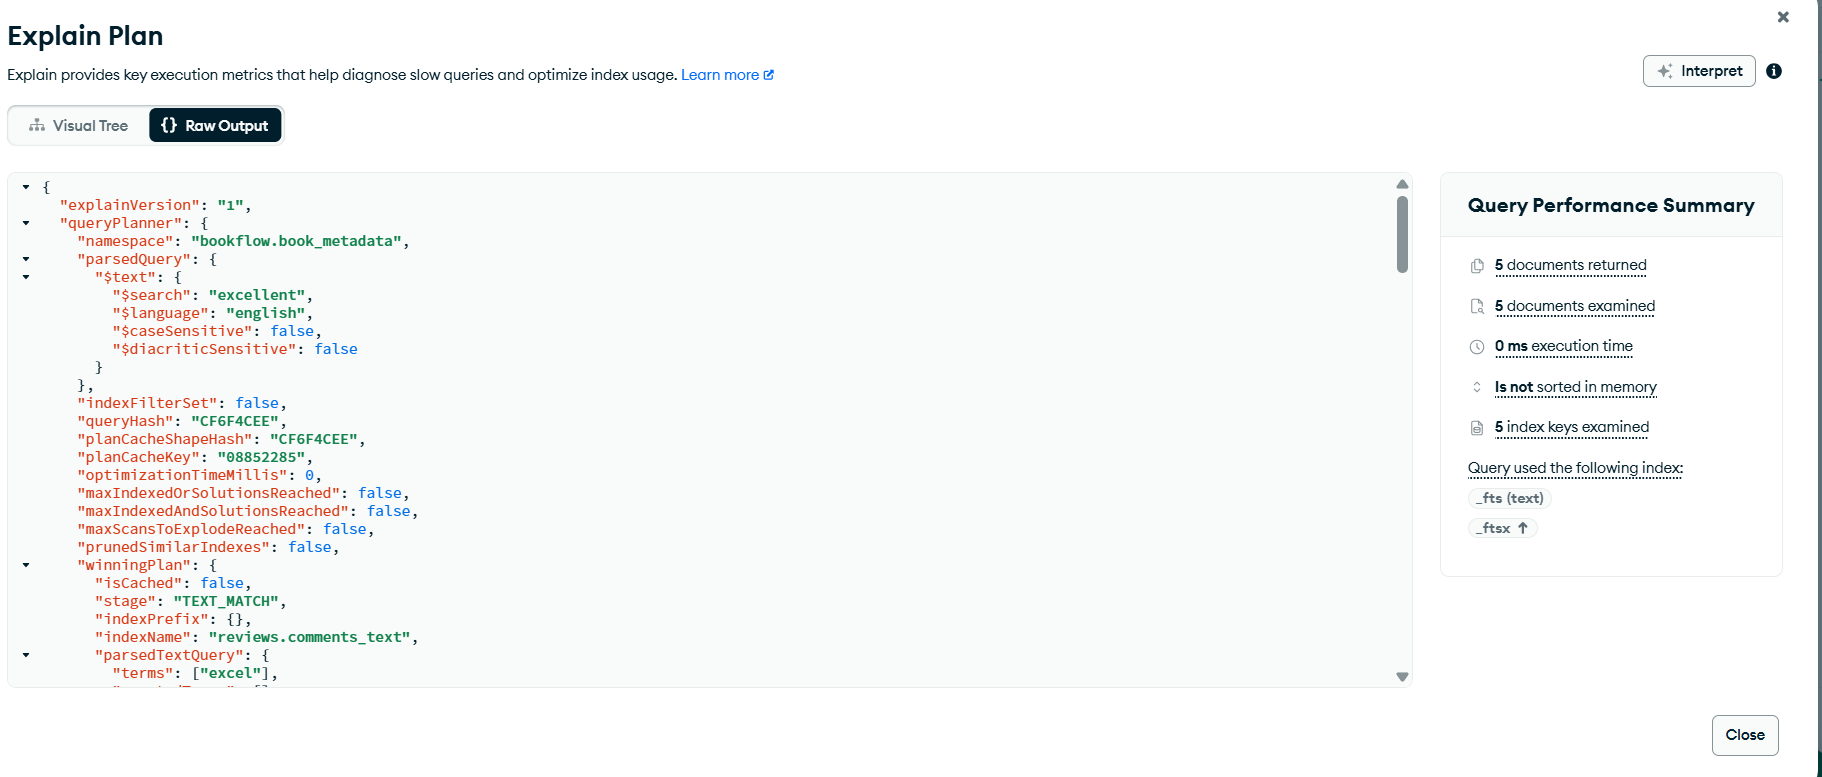 Explain Plan
Explain provides key execution metrics that help diagnose slow queries and optimize index usage. Learn more
Interpret
Visual Tree
{} Raw Output
{
"explainVersion": "1",
"queryPlanner": {
"namespace": "bookflow.book_metadata",
"parsedQuery": {
"$text": {
"$search": "excellent",
"$language": "english",
"$caseSensitive": false,
"$diacriticSensitive": false
}
},
"indexFilterSet": false,
"queryHash": "CF6F4CEE",
"planCacheShapeHash": "CF6F4CEE",
"planCacheKey": "08852285",
"optimizationTimeMillis": 0,
"maxIndexedOrSolutionsReached": false,
"maxIndexedAndSolutionsReached": false,
"maxScansToExplodeReached": false,
"prunedSimilarIndexes": false,
"winningPlan": {
"isCached": false,
"stage": "TEXT_MATCH",
"indexPrefix": {},
"indexName": "reviews.comments_text",
"parsedTextQuery": {
"terms": ["excel"],
Query Performance Summary
5 documents returned
5 documents examined
0 ms execution time
Is not sorted in memory
5 index keys examined
Query used the following index:
_fts (text)
_ftsx ↑
Close